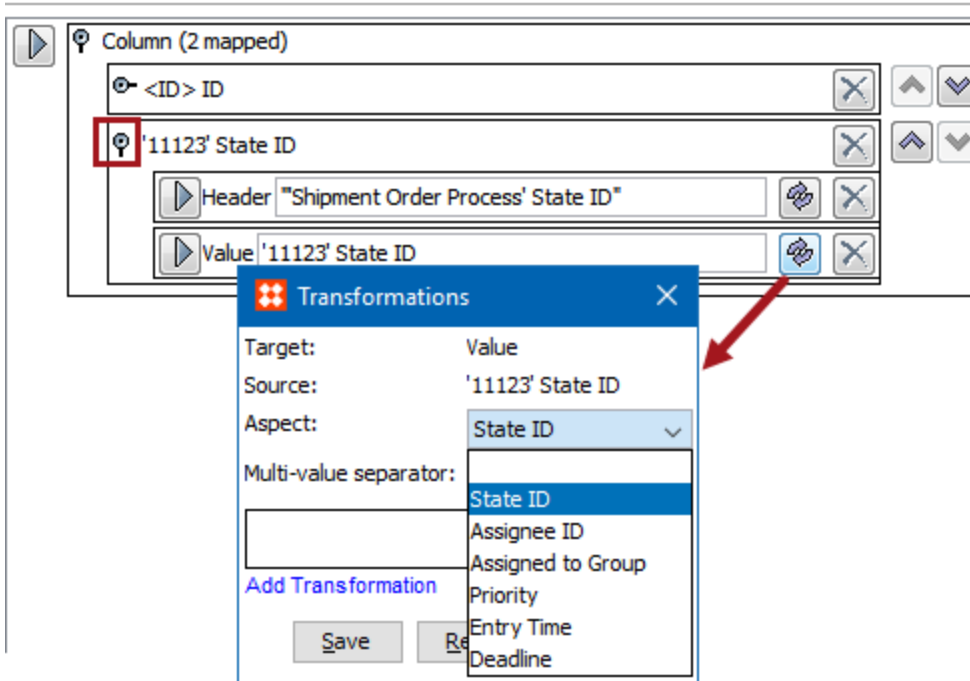 Column (2 mapped)
<ID> ID
'11123' State ID
Header "'Shipment Order Process' State ID"
Value '11123' State ID
Transformations
Target: Value
Source: '11123' State ID
Aspect: State ID
Multi-value separator:
State ID
Assignee ID
Assigned to Group
Add Transformation
Priority
Entry Time
Save Re
Deadline